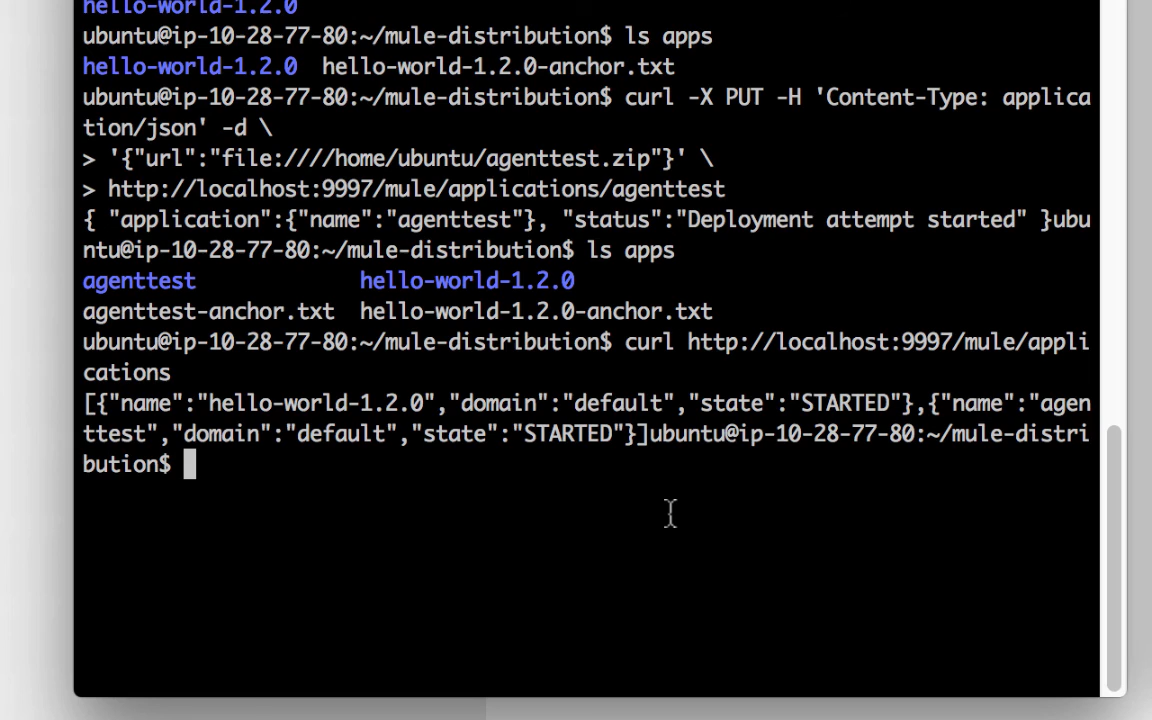 hello-world-1.2.0
ubuntu@ip-10-28-77-80:~/mule-distribution$ ls apps
hello-world-1.2.0  hello-world-1.2.0-anchor.txt
ubuntu@ip-10-28-77-80:~/mule-distribution$ curl -X PUT -H 'Content-Type: applica
tion/json' -d \
> '{"url":"file:////home/ubuntu/agenttest.zip"}' \
> http://localhost:9997/mule/applications/agenttest
{ "application":{"name":"agenttest"}, "status":"Deployment attempt started" }ubu
ntu@ip-10-28-77-80:~/mule-distribution$ ls apps
agenttest             hello-world-1.2.0
agenttest-anchor.txt  hello-world-1.2.0-anchor.txt
ubuntu@ip-10-28-77-80:~/mule-distribution$ curl http://localhost:9997/mule/appli
cations
[{"name":"hello-world-1.2.0","domain":"default","state":"STARTED"},{"name":"agen
ttest","domain":"default","state":"STARTED"}]ubuntu@ip-10-28-77-80:~/mule-distri
bution$